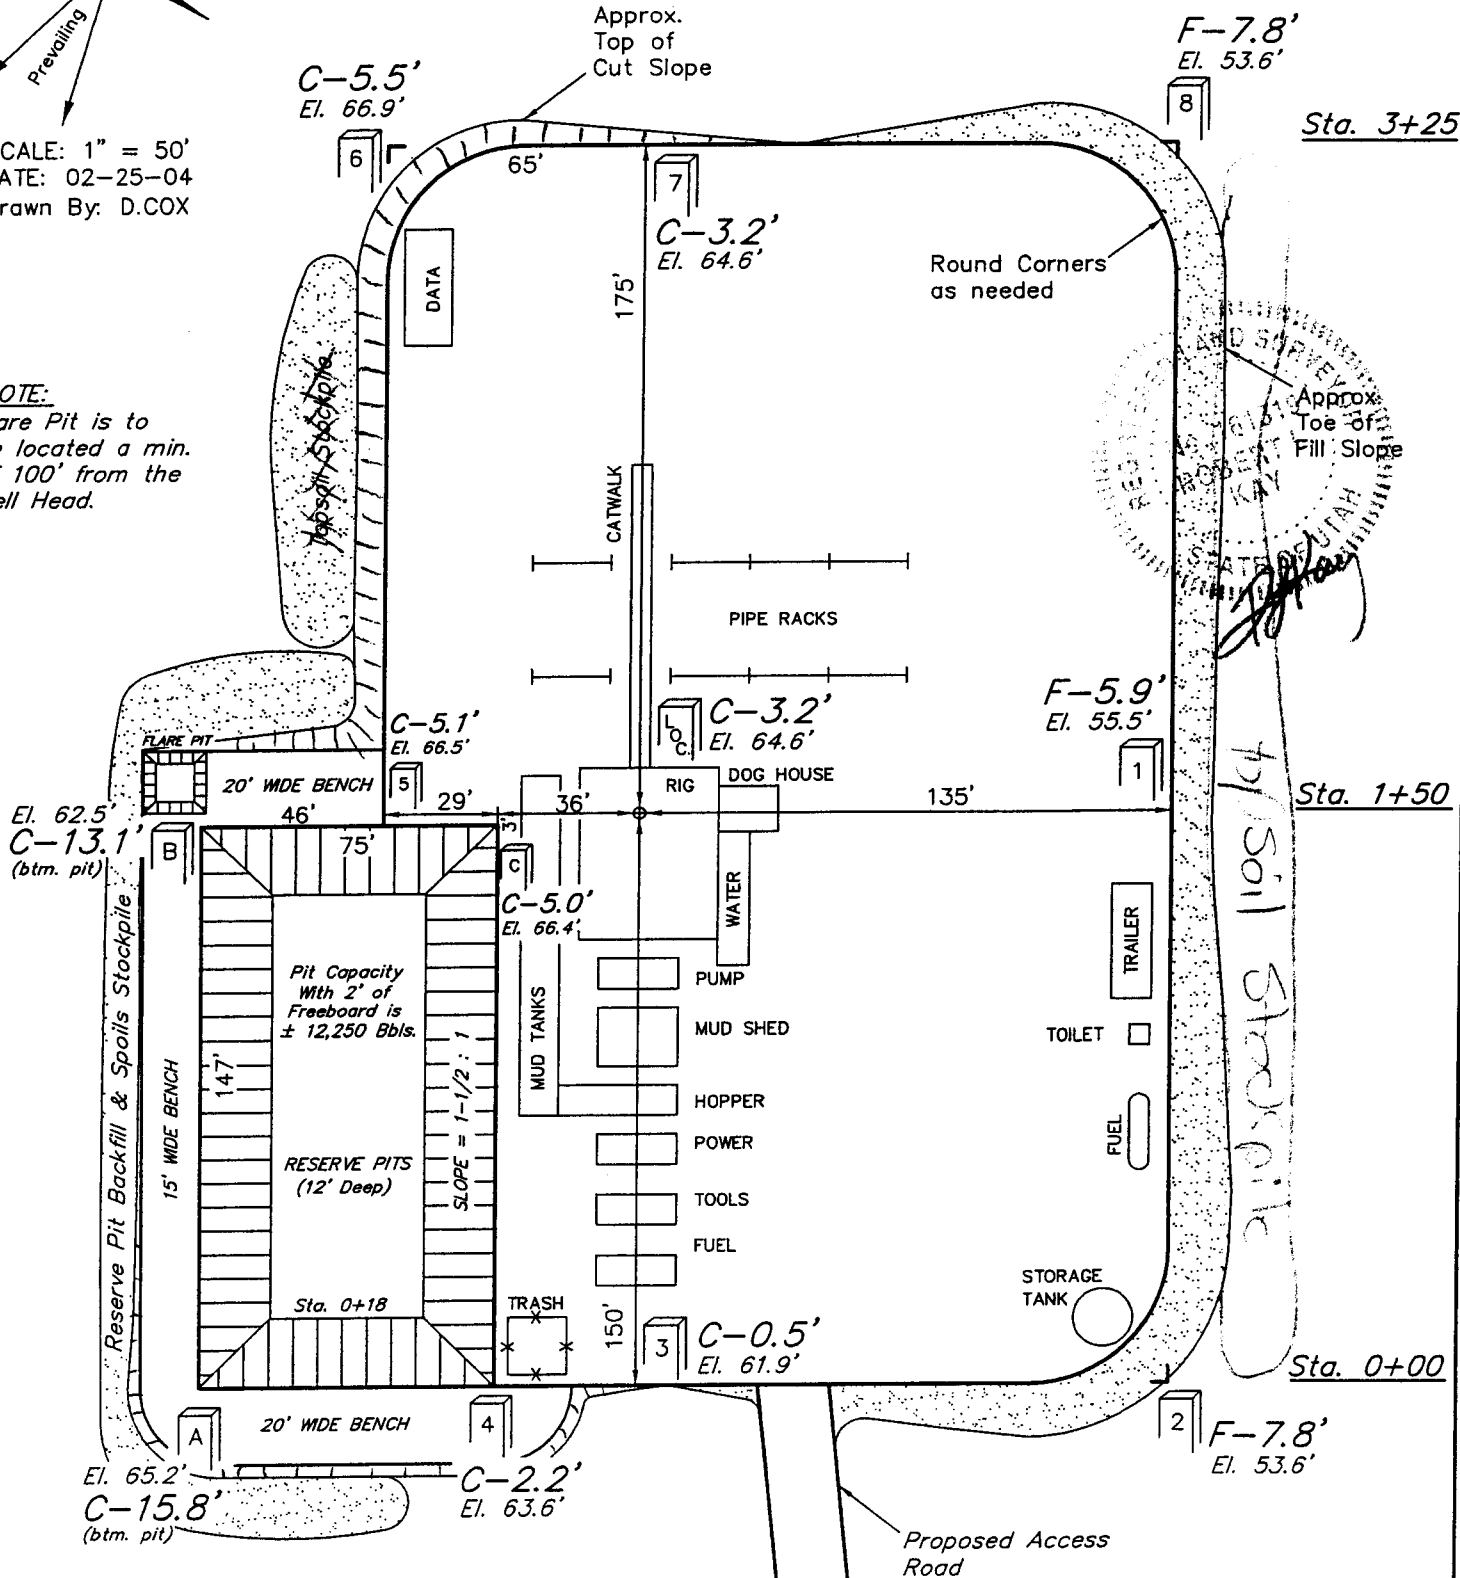 Prevailing
Approx.
Top of
Cut Slope
F-7.8'
El. 53.6'
8
Sta. 3+25
C-5.5'
El. 66.9'
6
CALE: 1" = 50'
ATE: 02-25-04
rawn By: D.COX
65'
7
C-3.2'
El. 64.6'
175'
DATA
Round Corners
as needed
Approx.
Toe of
Fill Slope
LAND SURVEYOR
ROBERT
KAY
STATE OF UTAH
OTE:
are Pit is to
e located a min.
f 100' from the
ell Head.
Topsoil Stockpile
CATWALK
PIPE RACKS
LOC.
C-3.2'
El. 64.6'
F-5.9'
El. 55.5'
1
C-5.1'
El. 66.5'
5
FLARE PIT
20' WIDE BENCH
RIG
DOG HOUSE
Sta. 1+50
46'
29'
36'
135'
El. 62.5'
C-13.1'
(btm. pit)
B
75'
3'
C
C-5.0'
El. 66.4'
WATER
TRAILER
topsoil Stockpile
Reserve Pit Backfill & Spoils Stockpile
15' WIDE BENCH
147'
Pit Capacity
With 2' of
Freeboard is
± 12,250 Bbls.
SLOPE = 1-1/2 : 1
MUD TANKS
PUMP
MUD SHED
TOILET
HOPPER
POWER
FUEL
RESERVE PITS
(12' Deep)
TOOLS
FUEL
STORAGE
TANK
Sta. 0+18
TRASH
150'
3
C-0.5'
El. 61.9'
Sta. 0+00
A
20' WIDE BENCH
4
2
F-7.8'
El. 53.6'
El. 65.2'
C-15.8'
(btm. pit)
C-2.2'
El. 63.6'
Proposed Access
Road